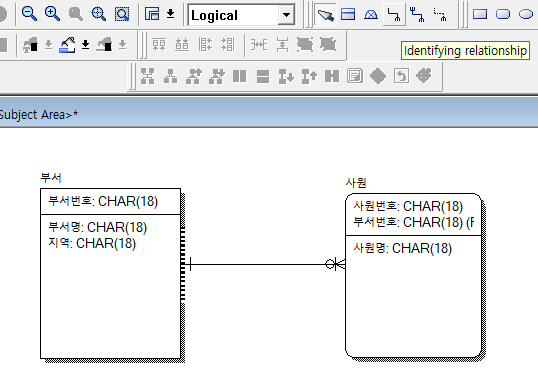 Logical
Identifying relationship
Subject Area>*
부서
부서번호: CHAR(18)
부서명: CHAR(18)
지역: CHAR(18)
사원
사원번호: CHAR(18)
부서번호: CHAR(18) (F
사원명: CHAR(18)